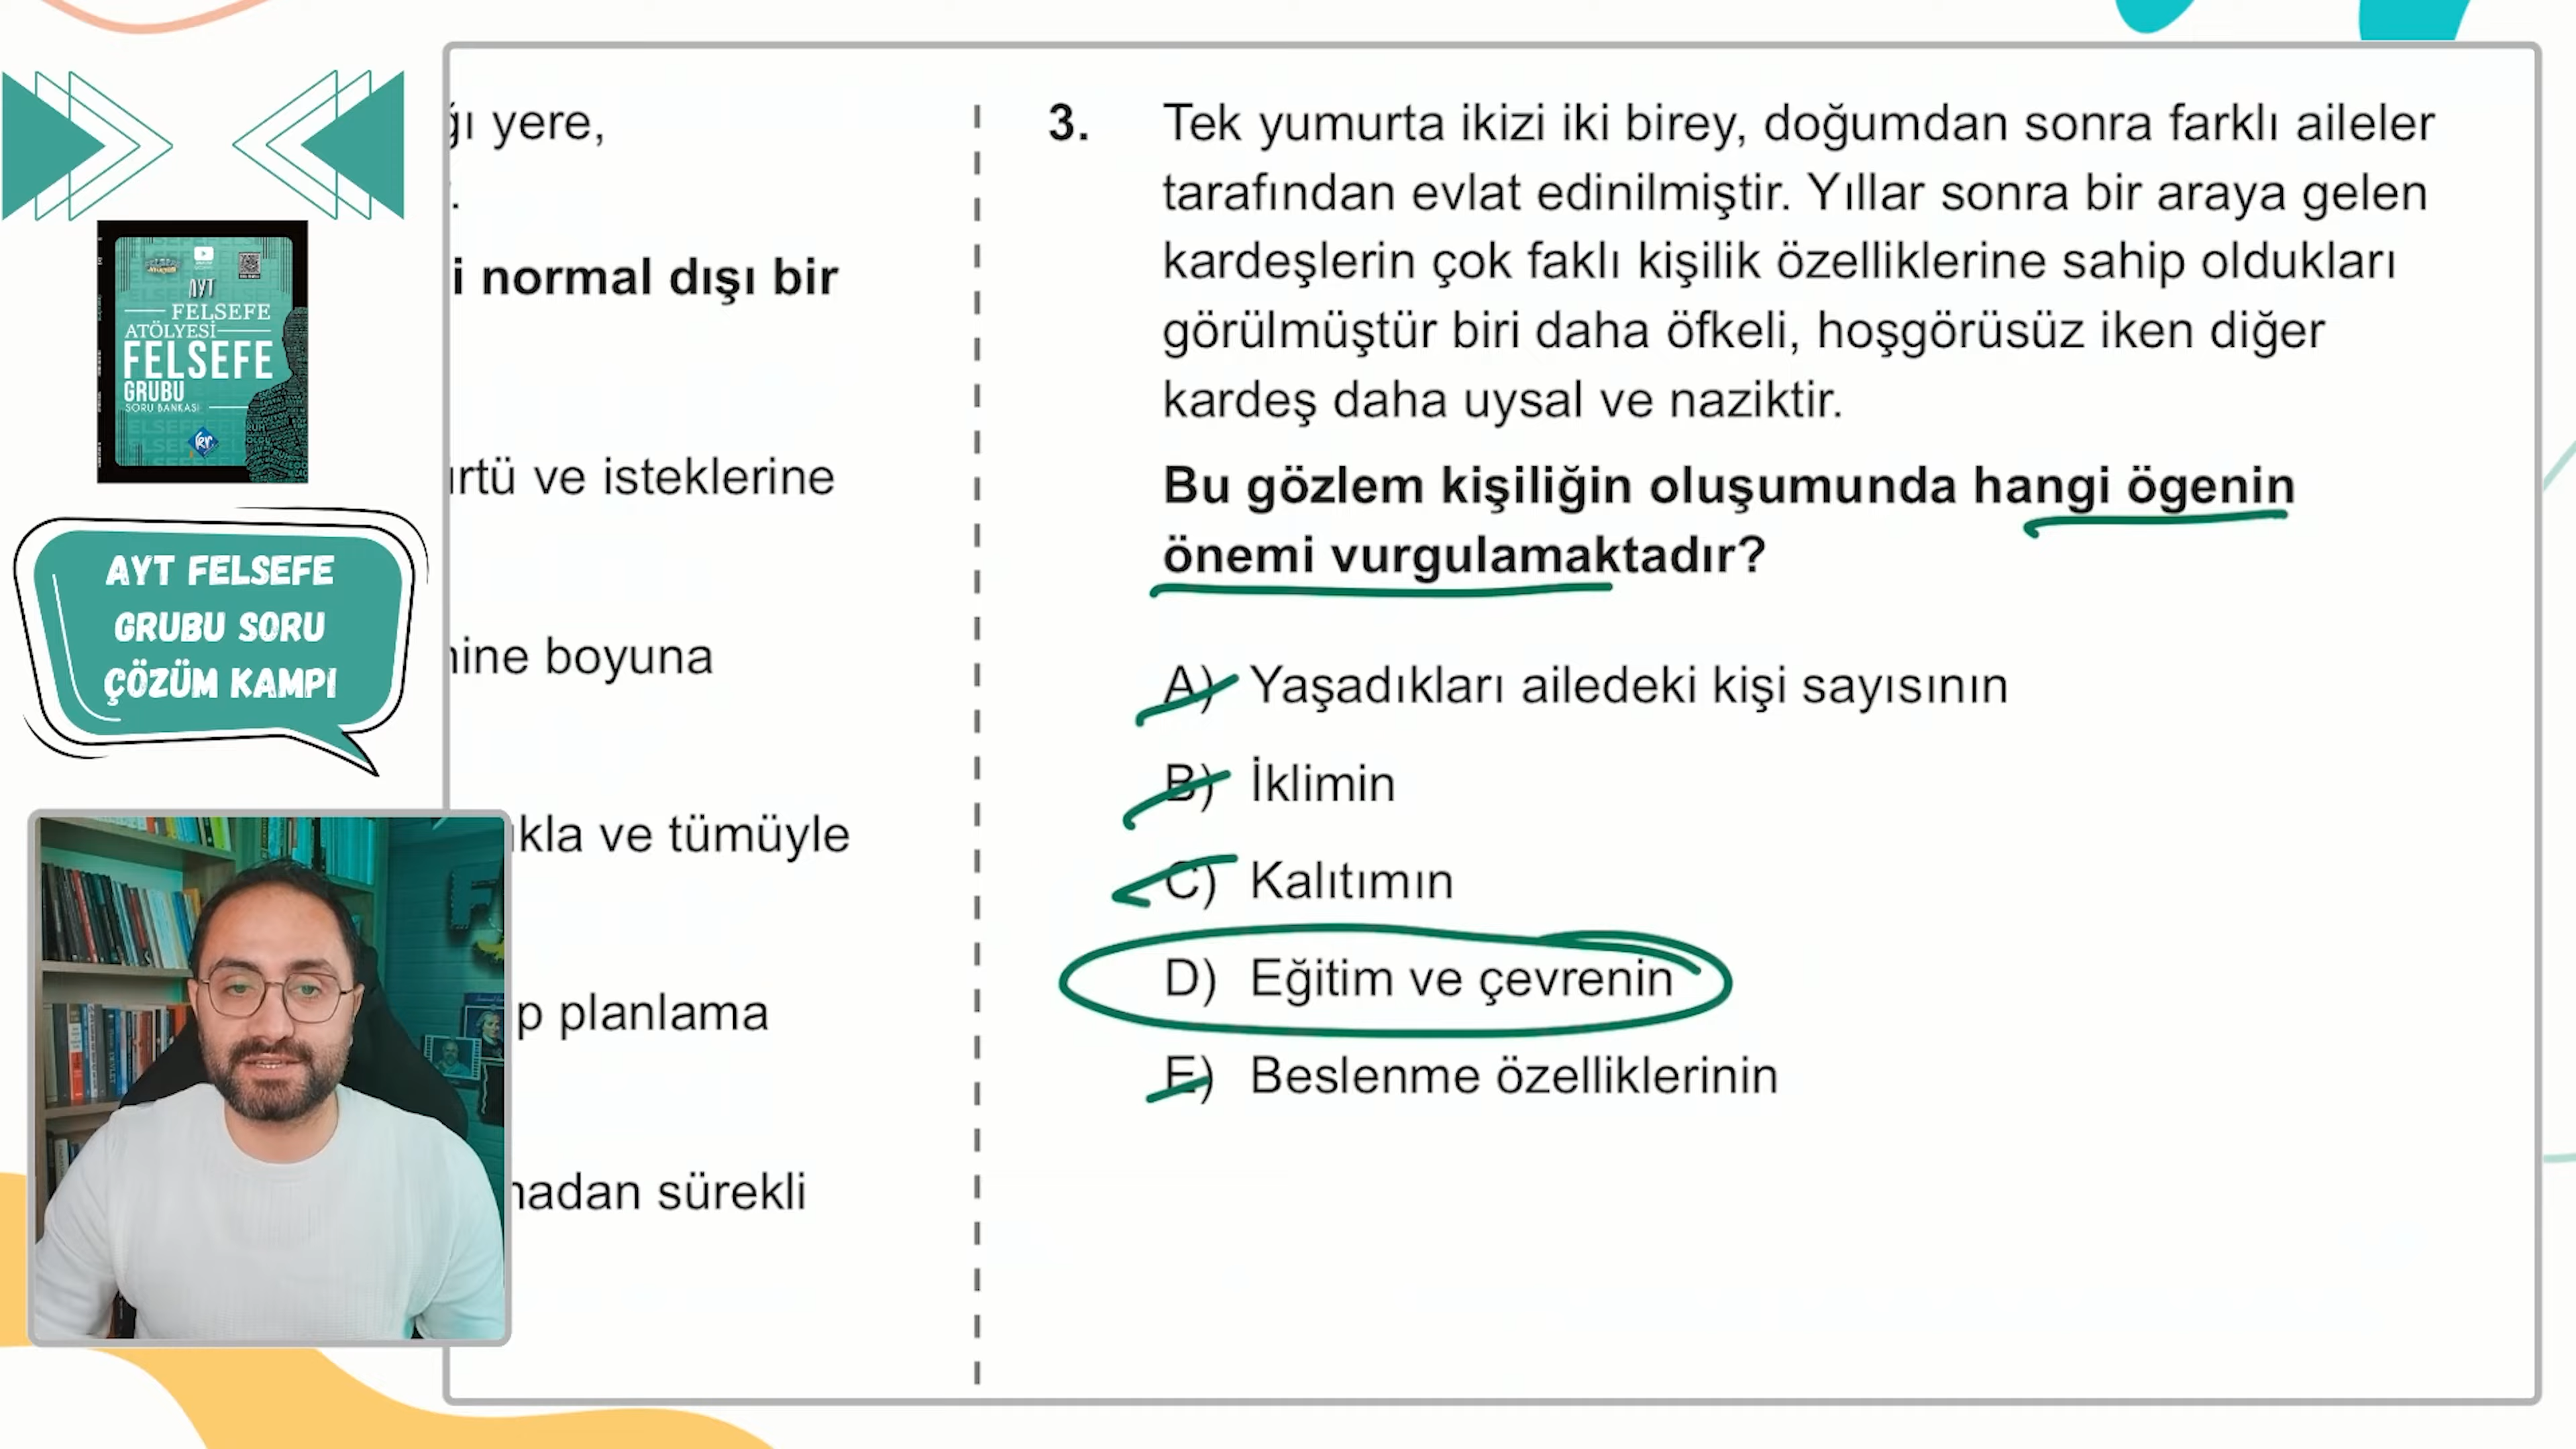 AYT
FELSEFE
ATÖLYESİ
FELSEFE
GRUBU
SORU BANKASI
AYT FELSEFE
GRUBU SORU
ÇÖZÜM KAMPI
ğı yere,
i normal dışı bir
ürtü ve isteklerine
nine boyuna
ıkla ve tümüyle
p planlama
madan sürekli
3. Tek yumurta ikizi iki birey, doğumdan sonra farklı aileler
tarafından evlat edinilmiştir. Yıllar sonra bir araya gelen
kardeşlerin çok faklı kişilik özelliklerine sahip oldukları
görülmüştür biri daha öfkeli, hoşgörüsüz iken diğer
kardeş daha uysal ve naziktir.
Bu gözlem kişiliğin oluşumunda hangi ögenin
önemi vurgulamaktadır?
A) Yaşadıkları ailedeki kişi sayısının
B) İklimin
C) Kalıtımın
D) Eğitim ve çevrenin
E) Beslenme özelliklerinin